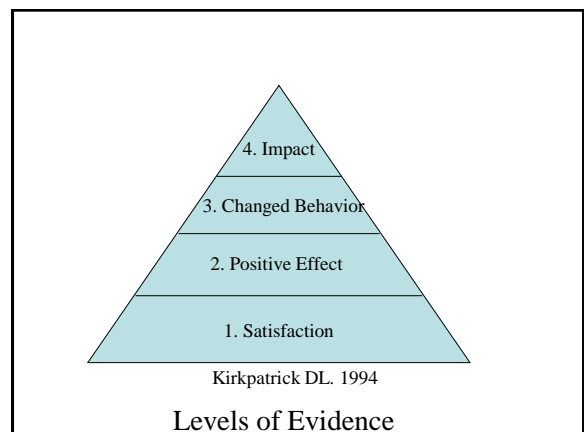 4. Impact
3. Changed Behavior
2. Positive Effect
1. Satisfaction
Kirkpatrick DL. 1994
Levels of Evidence